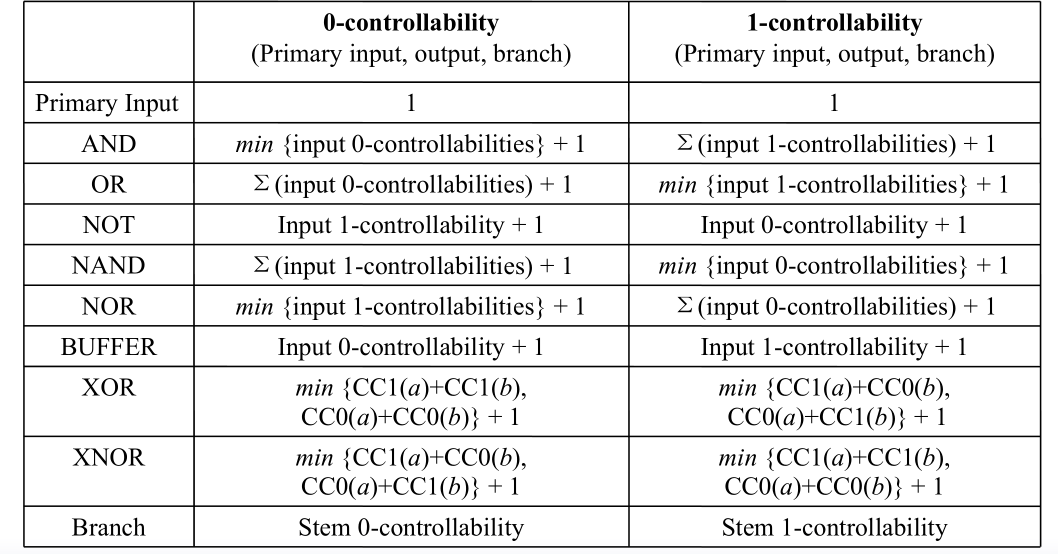 0-controllability
(Primary input, output, branch)
1-controllability
(Primary input, output, branch)
Primary Input
1
1
AND
min {input 0-controllabilities} + 1
Σ (input 1-controllabilities) + 1
OR
Σ (input 0-controllabilities) + 1
min {input 1-controllabilities} + 1
NOT
Input 1-controllability + 1
Input 0-controllability + 1
NAND
Σ (input 1-controllabilities) + 1
min {input 0-controllabilities} + 1
NOR
min {input 1-controllabilities} + 1
Σ (input 0-controllabilities) + 1
BUFFER
Input 0-controllability + 1
Input 1-controllability + 1
XOR
min {CC1(a)+CC1(b),
CC0(a)+CC0(b)} + 1
min {CC1(a)+CC0(b),
CC0(a)+CC1(b)} + 1
XNOR
min {CC1(a)+CC0(b),
CC0(a)+CC1(b)} + 1
min {CC1(a)+CC1(b),
CC0(a)+CC0(b)} + 1
Branch
Stem 0-controllability
Stem 1-controllability